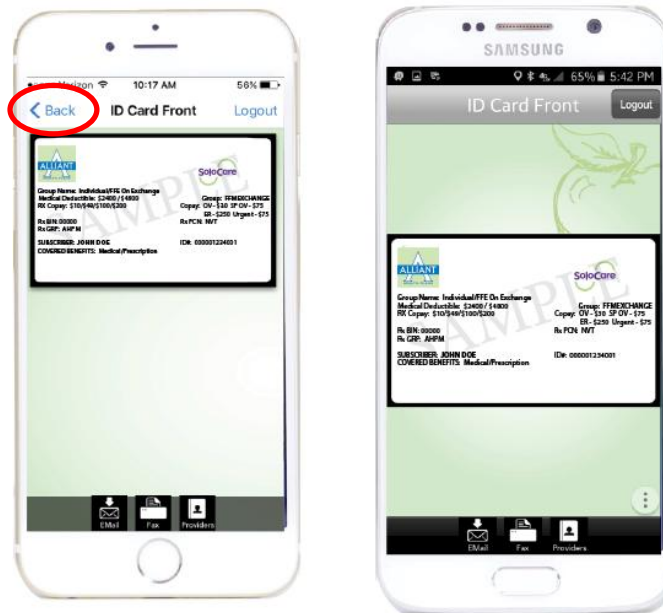 Verizon 10:17 AM 56%
Back ID Card Front Logout
SAMPLE
ALLIANT
SoloCare
Group Name: Individual/FFE On Exchange
Medical Deductible: $2400 / $4800 Group: FFMEXCHANGE
RX Copay: $10/$49/$100/$200 Copay: OV - $30 SP OV - $75
ER - $250 Urgent - $75
Rx BIN: 00000 Rx PCN: NVT
Rx GRP: AHPM
SUBSCRIBER: JOHN DOE ID#: 000001234001
COVERED BENEFITS: Medical/Prescription
EMail Fax Providers
SAMSUNG
65% 5:42 PM
ID Card Front Logout
SAMPLE
ALLIANT
SoloCare
Group Name: Individual/FFE On Exchange
Medical Deductible: $2400 / $4800 Group: FFMEXCHANGE
RX Copay: $10/$49/$100/$200 Copay: OV - $30 SP OV - $75
ER - $250 Urgent - $75
Rx BIN: 00000 Rx PCN: NVT
Rx GRP: AHPM
SUBSCRIBER: JOHN DOE ID#: 000001234001
COVERED BENEFITS: Medical/Prescription
EMail Fax Providers